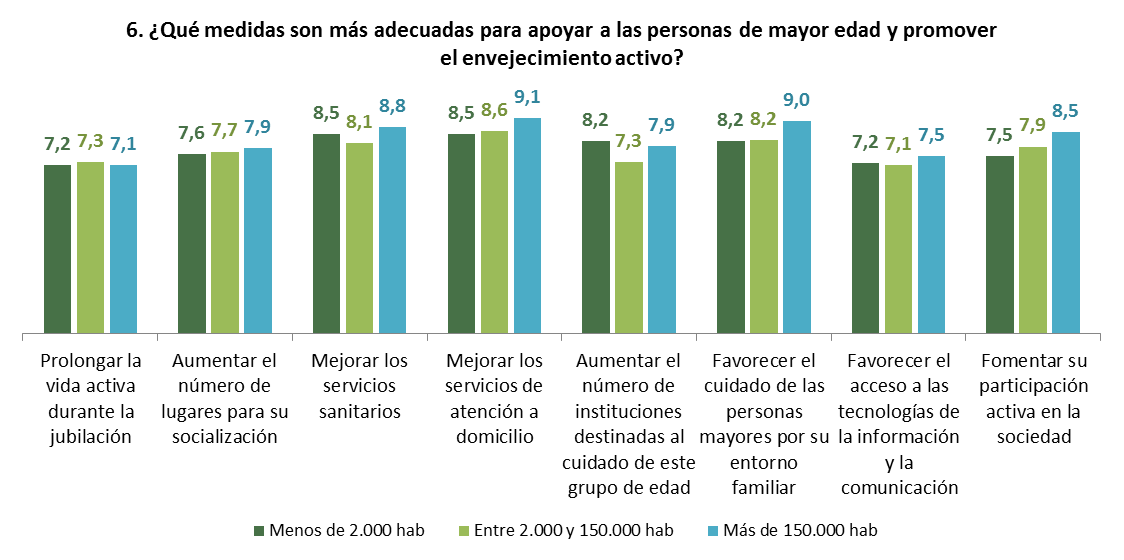 6. ¿Qué medidas son más adecuadas para apoyar a las personas de mayor edad y promover
el envejecimiento activo?
7,2 7,3 7,1
7,6 7,7 7,9
8,5 8,1 8,8
8,5 8,6 9,1
8,2 7,3 7,9
8,2 8,2 9,0
7,2 7,1 7,5
7,5 7,9 8,5
Prolongar la
vida activa
durante la
jubilación
Aumentar el
número de
lugares para su
socialización
Mejorar los
servicios
sanitarios
Mejorar los
servicios de
atención a
domicilio
Aumentar el
número de
instituciones
destinadas al
cuidado de este
grupo de edad
Favorecer el
cuidado de las
personas
mayores por su
entorno
familiar
Favorecer el
acceso a las
tecnologías de
la información
y la
comunicación
Fomentar su
participación
activa en la
sociedad
Menos de 2.000 hab
Entre 2.000 y 150.000 hab
Más de 150.000 hab